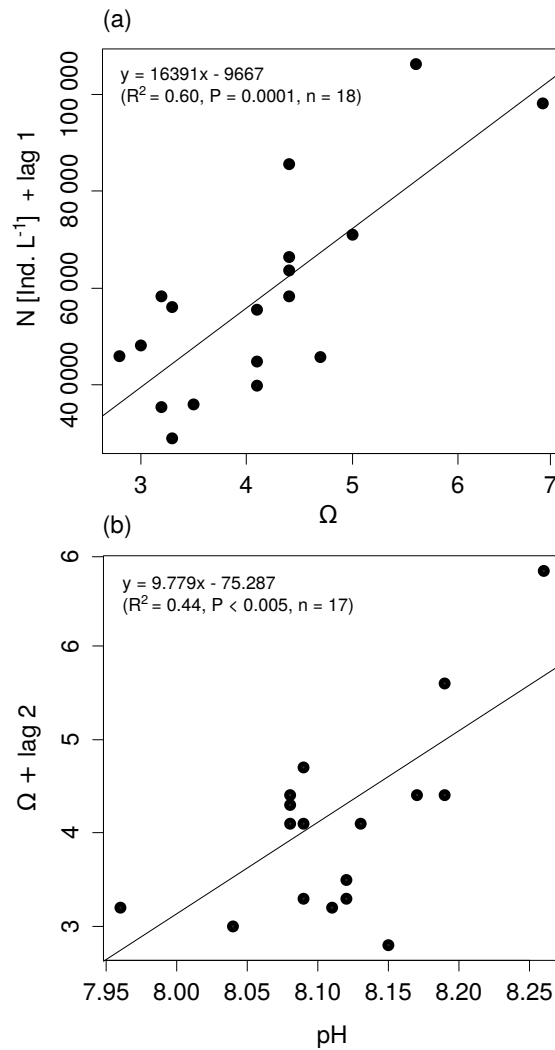 (a)
y = 16391x - 9667
(R² = 0.60, P = 0.0001, n = 18)
N [Ind. L⁻¹] + lag 1
100 000
80 000
60 000
40 0000
3 4 5 6 7
Ω
(b)
y = 9.779x - 75.287
(R² = 0.44, P < 0.005, n = 17)
Ω + lag 2
6
6
5
4
3
7.95 8.00 8.05 8.10 8.15 8.20 8.25
pH